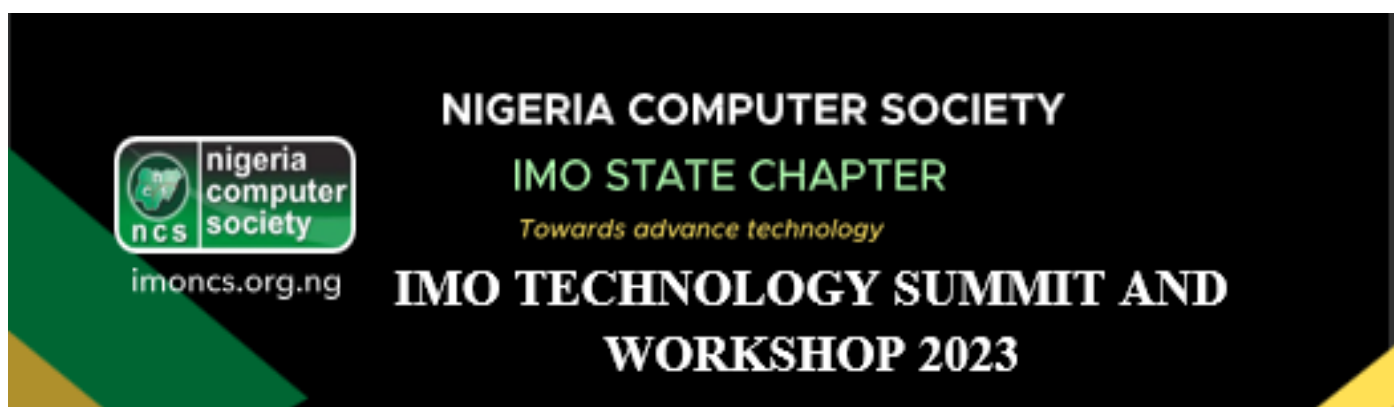 NIGERIA COMPUTER SOCIETY
IMO STATE CHAPTER
Towards advance technology
nigeria
computer
society
ncs
imoncs.org.ng
IMO TECHNOLOGY SUMMIT AND
WORKSHOP 2023